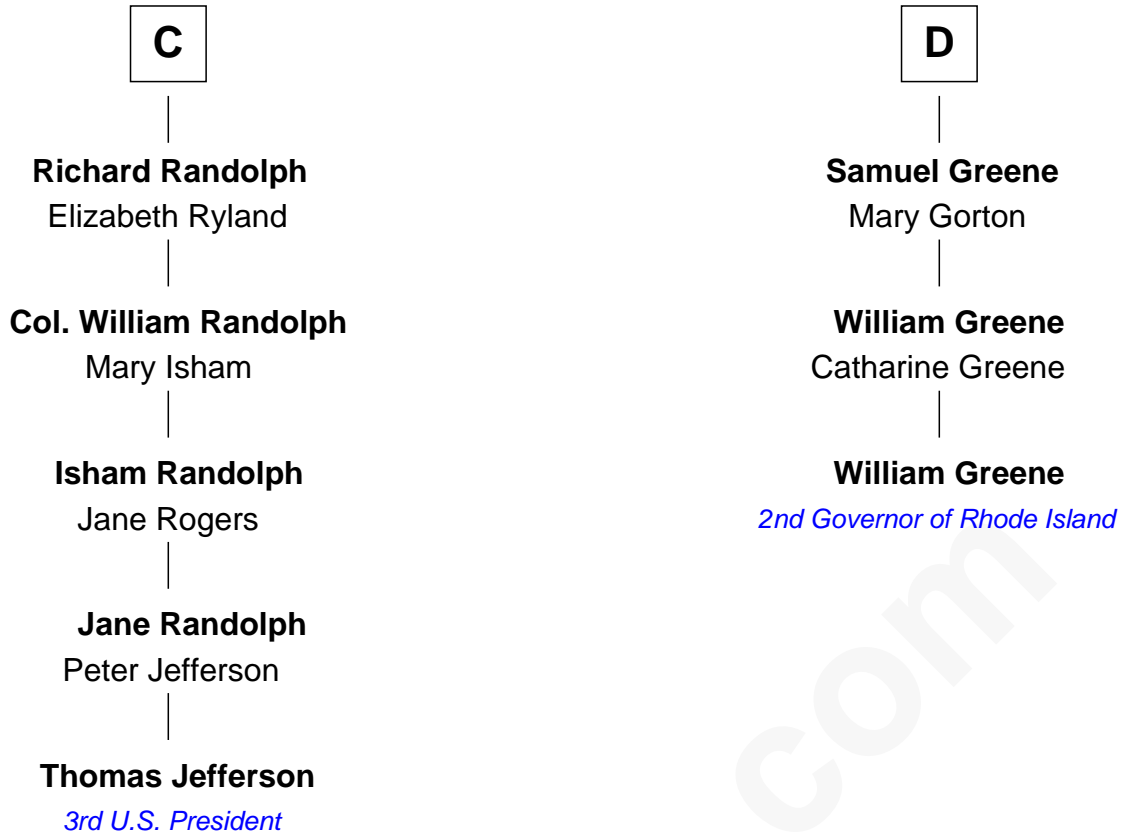 C
Richard Randolph
Elizabeth Ryland
Col. William Randolph
Mary Isham
Isham Randolph
Jane Rogers
Jane Randolph
Peter Jefferson
Thomas Jefferson
3rd U.S. President
D
Samuel Greene
Mary Gorton
William Greene
Catharine Greene
William Greene
2nd Governor of Rhode Island
com